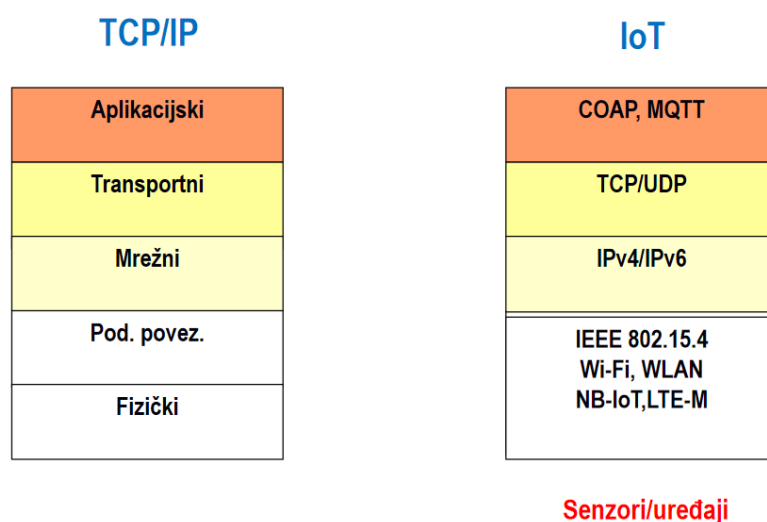 TCP/IP
IoT
Aplikacijski
Transportni
Mrežni
Pod. povez.
Fizički
COAP, MQTT
TCP/UDP
IPv4/IPv6
IEEE 802.15.4
Wi-Fi, WLAN
NB-IoT,LTE-M
Senzori/uređaji